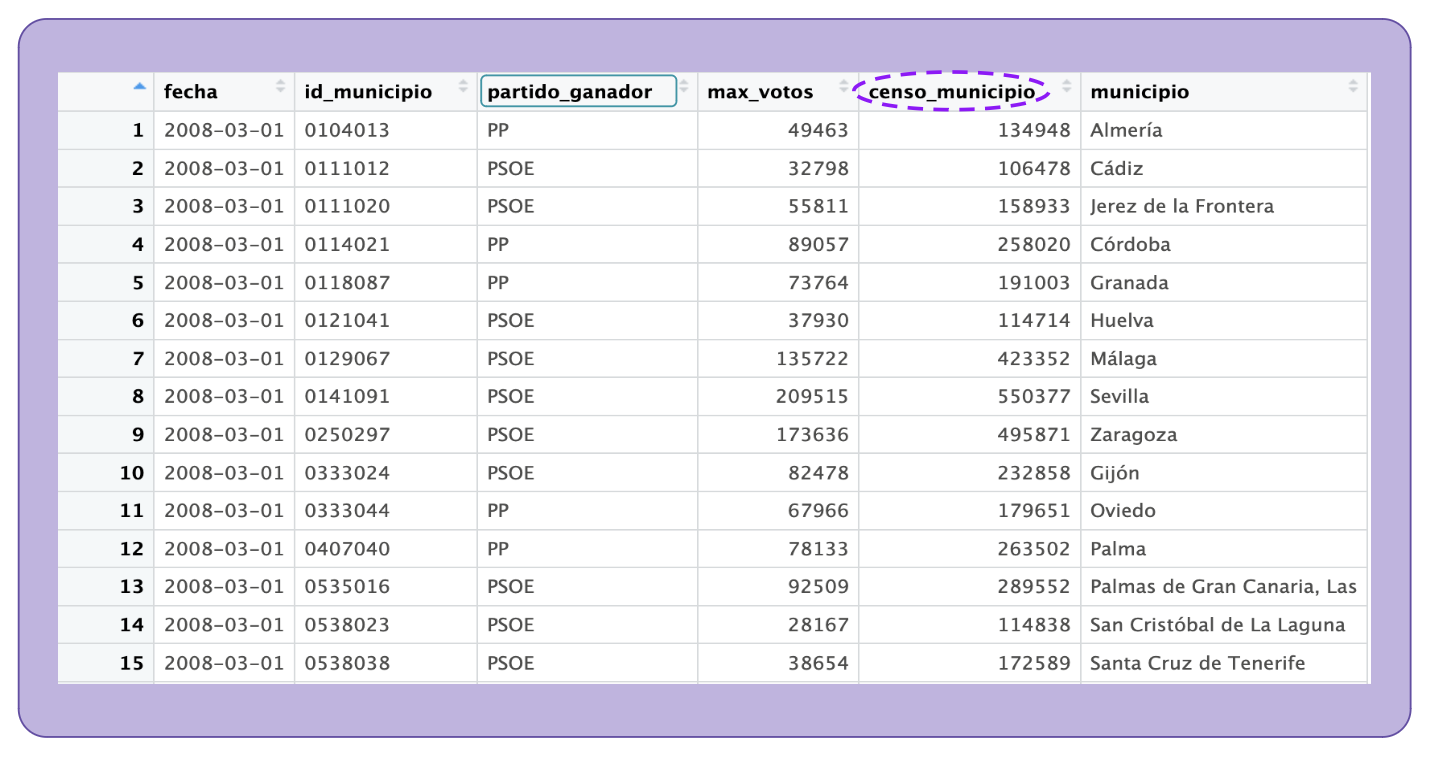 fecha id_municipio partido_ganador max_votos censo_municipio municipio
1 2008-03-01 0104013 PP 49463 134948 Almería
2 2008-03-01 0111012 PSOE 32798 106478 Cádiz
3 2008-03-01 0111020 PSOE 55811 158933 Jerez de la Frontera
4 2008-03-01 0114021 PP 89057 258020 Córdoba
5 2008-03-01 0118087 PP 73764 191003 Granada
6 2008-03-01 0121041 PSOE 37930 114714 Huelva
7 2008-03-01 0129067 PSOE 135722 423352 Málaga
8 2008-03-01 0141091 PSOE 209515 550377 Sevilla
9 2008-03-01 0250297 PSOE 173636 495871 Zaragoza
10 2008-03-01 0333024 PSOE 82478 232858 Gijón
11 2008-03-01 0333044 PP 67966 179651 Oviedo
12 2008-03-01 0407040 PP 78133 263502 Palma
13 2008-03-01 0535016 PSOE 92509 289552 Palmas de Gran Canaria, Las
14 2008-03-01 0538023 PSOE 28167 114838 San Cristóbal de La Laguna
15 2008-03-01 0538038 PSOE 38654 172589 Santa Cruz de Tenerife